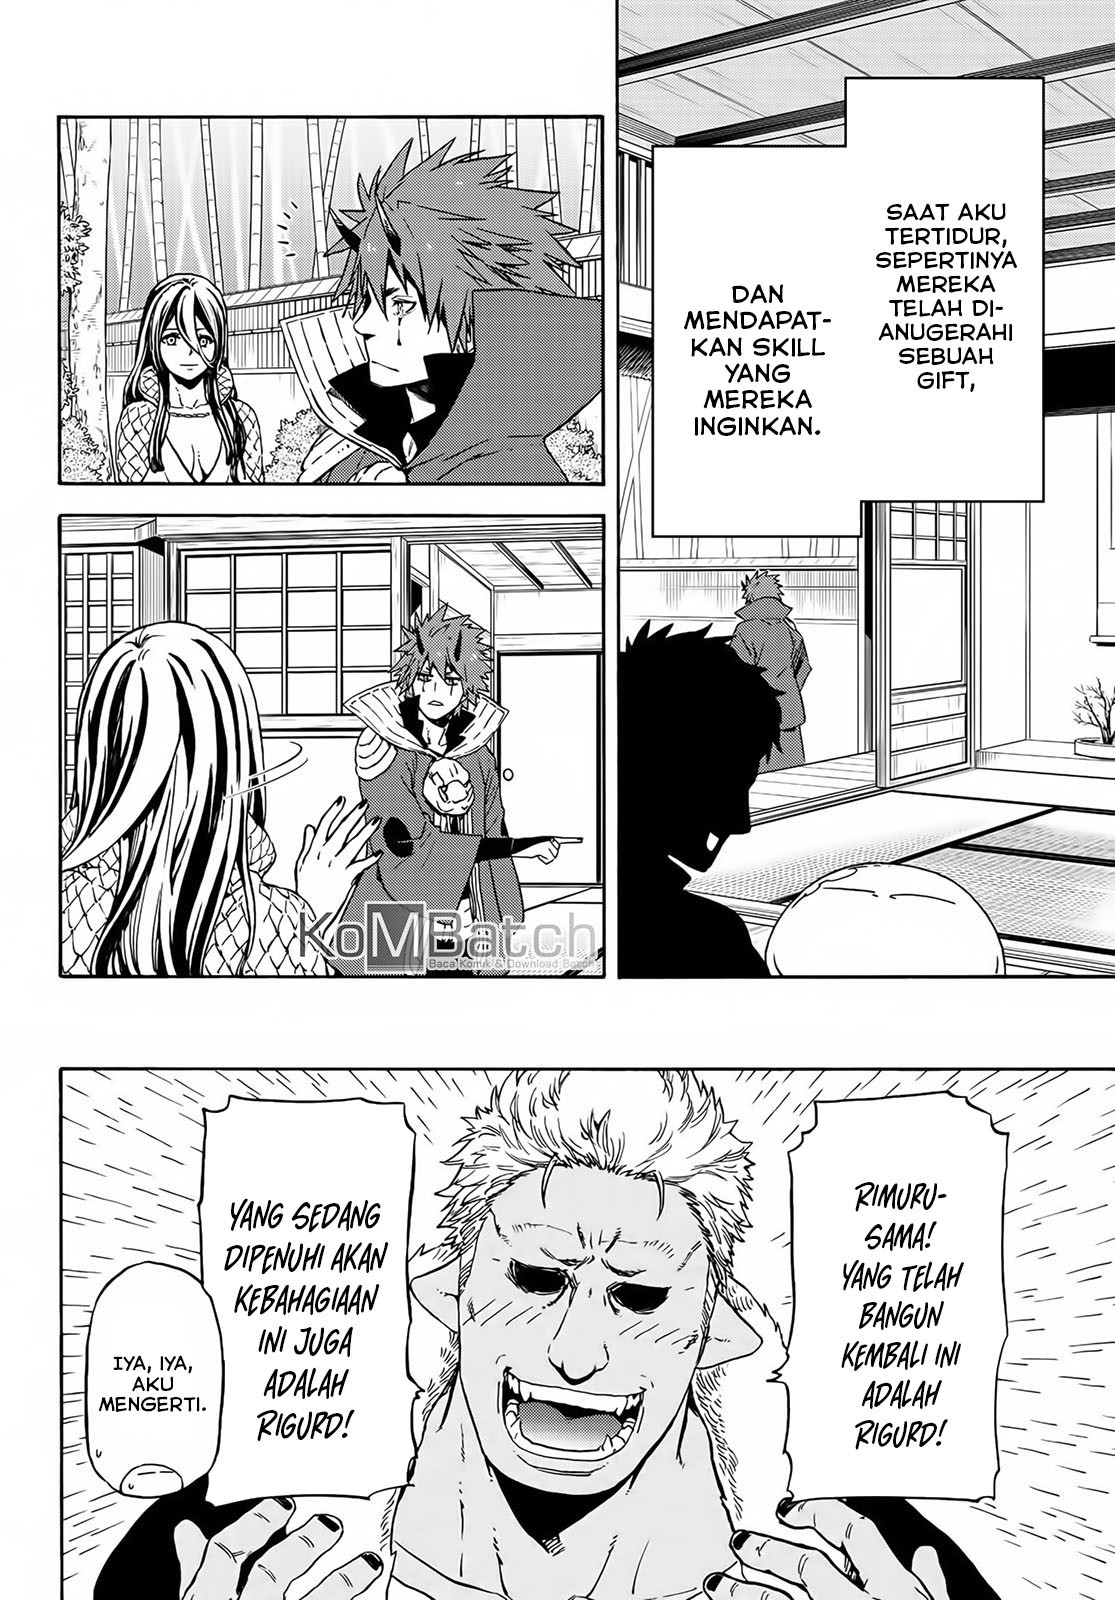 SAAT AKU
TERTIDUR,
SEPERTINYA
MEREKA
TELAH DI-
ANUGERAHI
SEBUAH
GIFT,
DAN
MENDAPAT-
KAN SKILL
YANG
MEREKA
INGINKAN.
KoMBatch
Baca Komik & Download Batch
RIMURU-
SAMA!
YANG TELAH
BANGUN
KEMBALI INI
ADALAH
RIGURD!
YANG SEDANG
DIPENUHI AKAN
KEBAHAGIAAN
INI JUGA
ADALAH
RIGURD!
IYA, IYA,
AKU
MENGERTI.